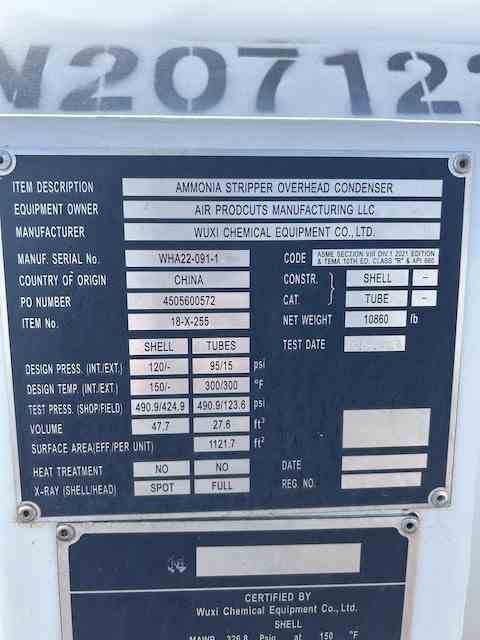 N207122
ITEM DESCRIPTION AMMONIA STRIPPER OVERHEAD CONDENSER
EQUIPMENT OWNER AIR PRODCUTS MANUFACTURING LLC
MANUFACTURER WUXI CHEMICAL EQUIPMENT CO., LTD.
MANUF. SERIAL No. WHA22-091-1 CODE ASME SECTION VIII DIV.1 2021 EDITION
& TEMA 10TH ED. CLASS "R" & API 660.
COUNTRY OF ORIGIN CHINA CONSTR. SHELL -
PO NUMBER 4505600572 CAT. TUBE -
ITEM No. 18-X-255 NET WEIGHT 10860 lb
TEST DATE
SHELL TUBES
DESIGN PRESS. (INT./EXT.) 120/- 95/15 psi
DESIGN TEMP. (INT/EXT.) 150/- 300/300 °F
TEST PRESS. (SHOP/FIELD) 490.9/424.9 490.9/123.6 psi
VOLUME 47.7 27.6 ft³
SURFACE AREA(EFF/PER UNIT) 1121.7 ft²
HEAT TREATMENT NO NO DATE
X-RAY (SHELL/HEAD) SPOT FULL REG. NO.
CERTIFIED BY
Wuxi Chemical Equipment Co., Ltd.
SHELL
MAWP 326.8 Psig at 150 °F